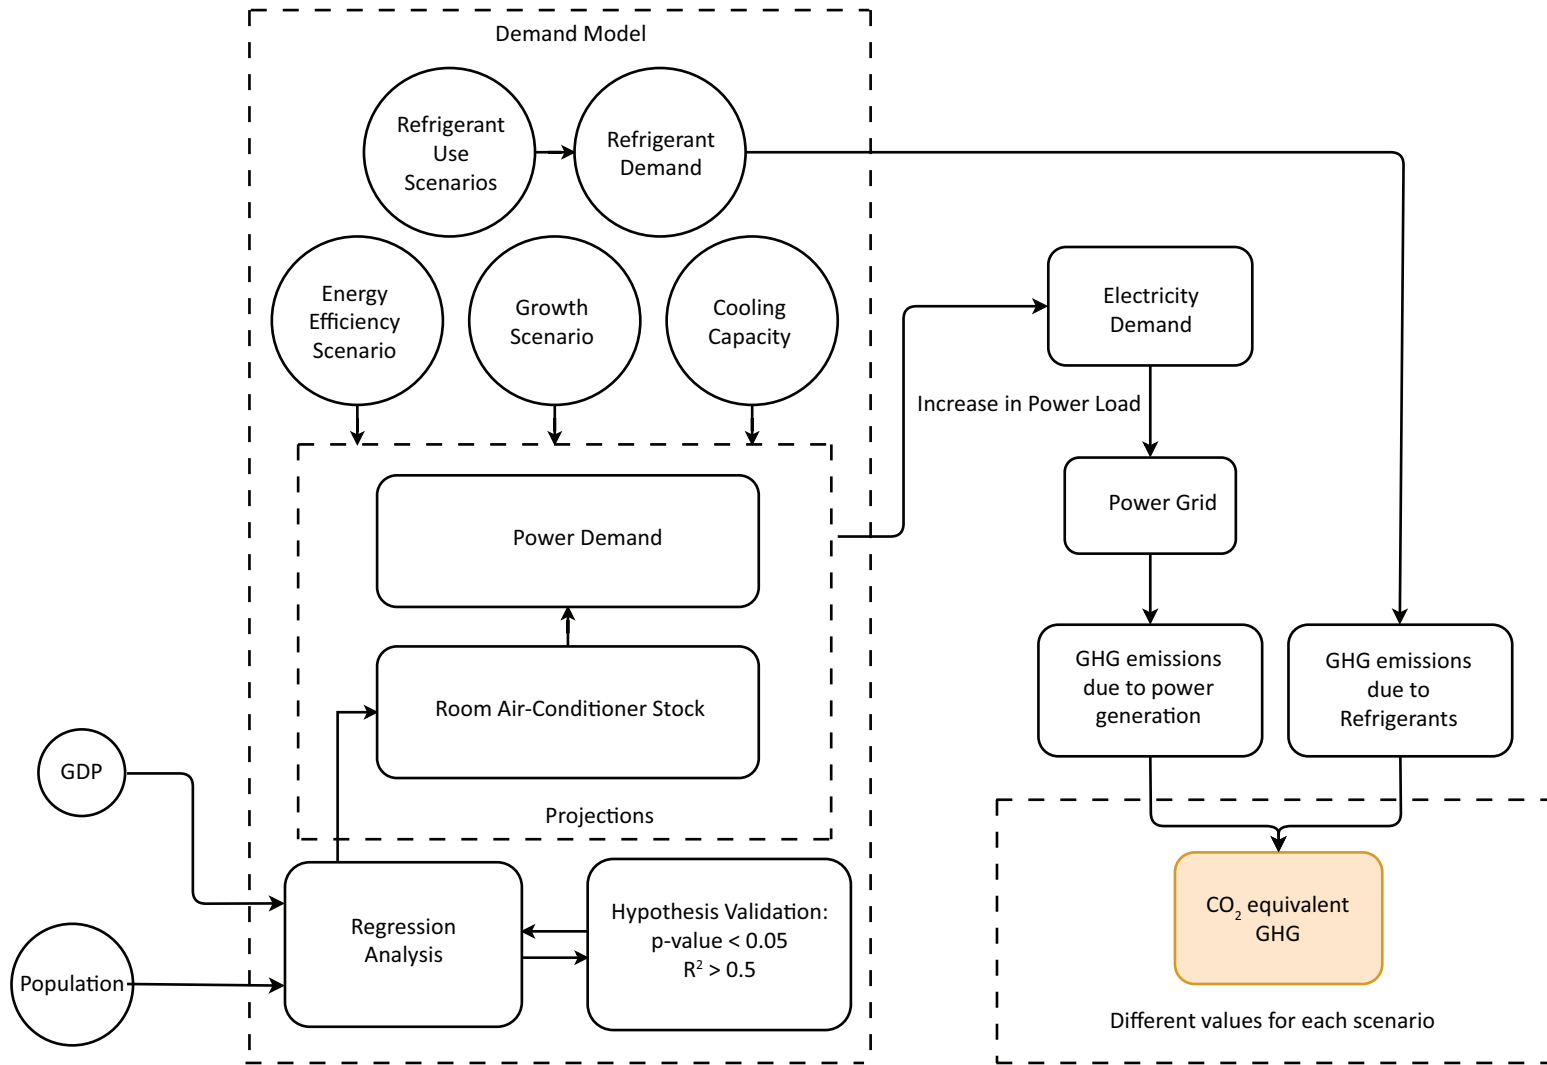 Demand Model
Refrigerant
Use
Scenarios
Refrigerant
Demand
Energy
Efficiency
Scenario
Growth
Scenario
Cooling
Capacity
Electricity
Demand
Increase in Power Load
Power Grid
Power Demand
Room Air-Conditioner Stock
Projections
GHG emissions
due to power
generation
GHG emissions
due to
Refrigerants
GDP
Population
Regression
Analysis
Hypothesis Validation:
p-value < 0.05
R² > 0.5
CO₂ equivalent
GHG
Different values for each scenario